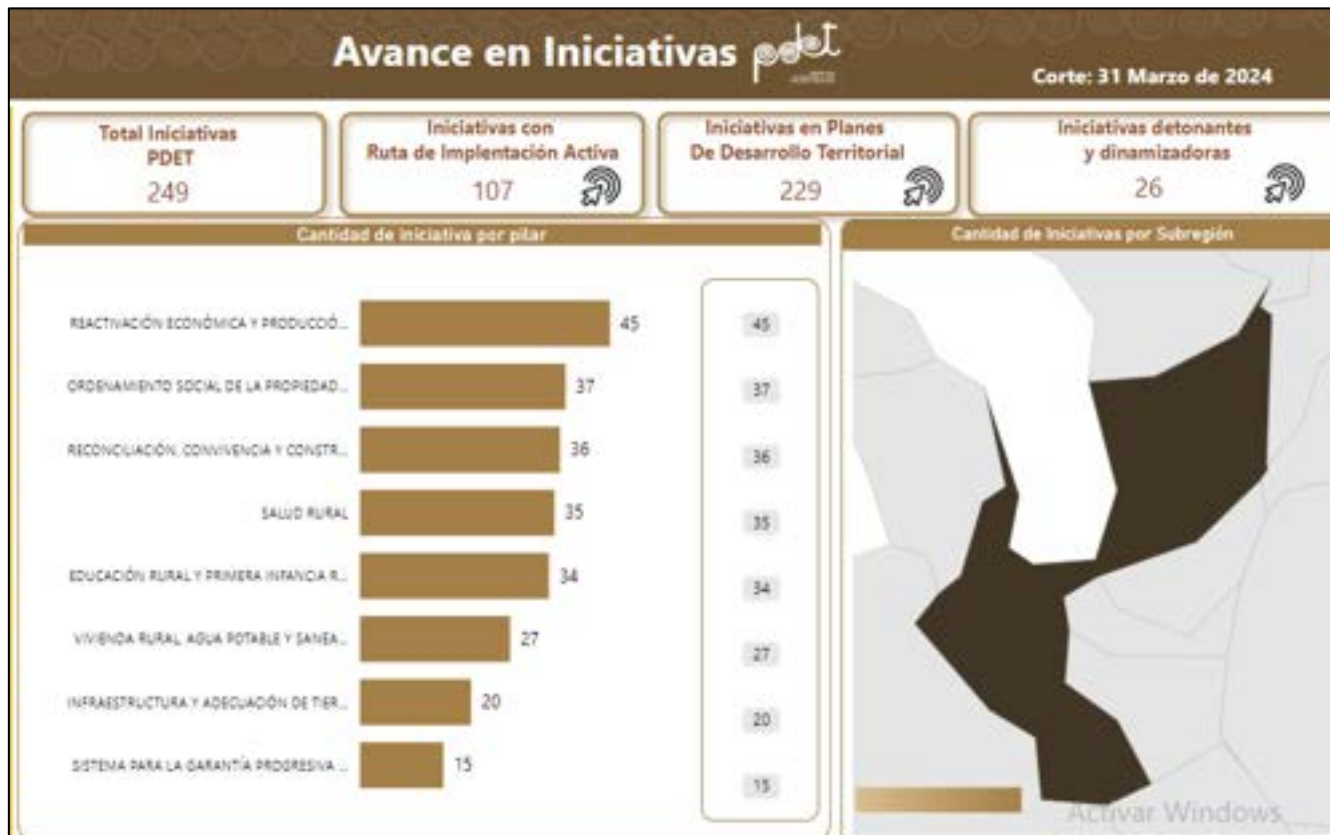 Avance en Iniciativas pdet
Corte: 31 Marzo de 2024
Total Iniciativas
PDET
249
Iniciativas con
Ruta de Implentación Activa
107
Iniciativas en Planes
De Desarrollo Territorial
229
Iniciativas detonantes
y dinamizadoras
26
Cantidad de iniciativa por pilar
REACTIVACIÓN ECONÓMICA Y PRODUCCIÓ...
45
45
ORDENAMIENTO SOCIAL DE LA PROPIEDAD...
37
37
RECONCILIACIÓN, CONVIVENCIA Y CONSTR...
36
36
SALUD RURAL
35
35
EDUCACIÓN RURAL Y PRIMERA INFANCIA R...
34
34
VIVIENDA RURAL, AGUA POTABLE Y SANEA...
27
27
INFRAESTRUCTURA Y ADECUACIÓN DE TIER...
20
20
SISTEMA PARA LA GARANTÍA PROGRESIVA ...
15
15
Cantidad de Iniciativas por Subregión
Activar Windows